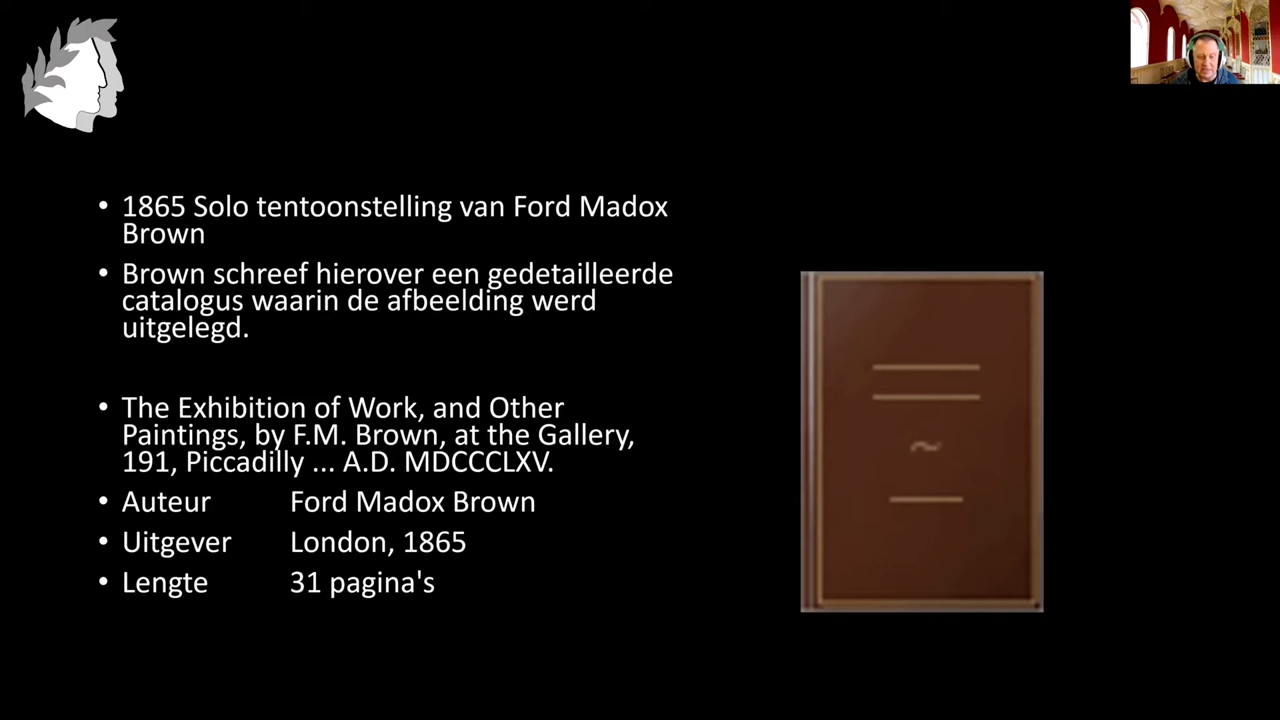 • 1865 Solo tentoonstelling van Ford Madox
Brown
• Brown schreef hierover een gedetailleerde
catalogus waarin de afbeelding werd
uitgelegd.
• The Exhibition of Work, and Other
Paintings, by F.M. Brown, at the Gallery,
191, Piccadilly ... A.D. MDCCCLXV.
• Auteur Ford Madox Brown
• Uitgever London, 1865
• Lengte 31 pagina's